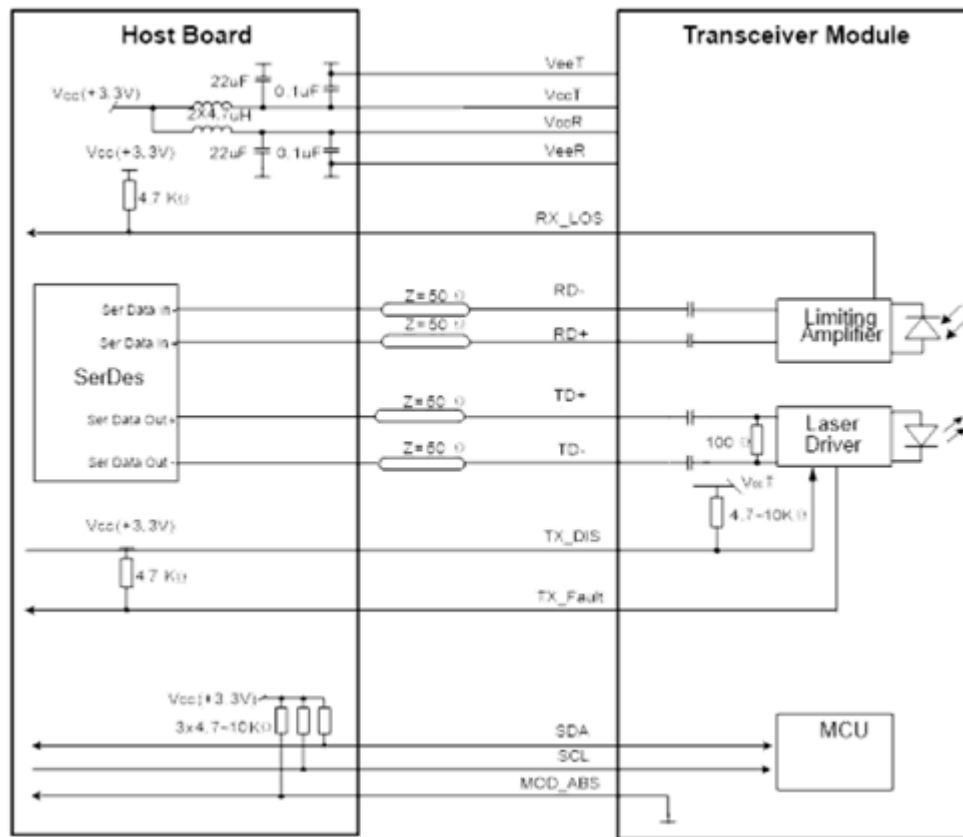 Host Board
Transceiver Module
VeeT
22uF
0.1uF
Vcc(+3.3V)
VccT
2X4.7uH
VccR
22uF
0.1uF
VeeR
Vcc(+3.3V)
4.7 KΩ
RX_LOS
Z=50 Ω
RD-
Ser Data In-
Z=50 Ω
RD+
Limiting
Amplifier
Ser Data In+
SerDes
Z=50 Ω
TD+
Ser Data Out+
Laser
Driver
100 Ω
Z=50 Ω
TD-
Ser Data Out-
VccT
4.7-10KΩ
Vcc(+3.3V)
TX_DIS
4.7 KΩ
TX_Fault
Vcc(+3.3V)
3x4.7-10KΩ
SDA
MCU
SCL
MOD_ABS